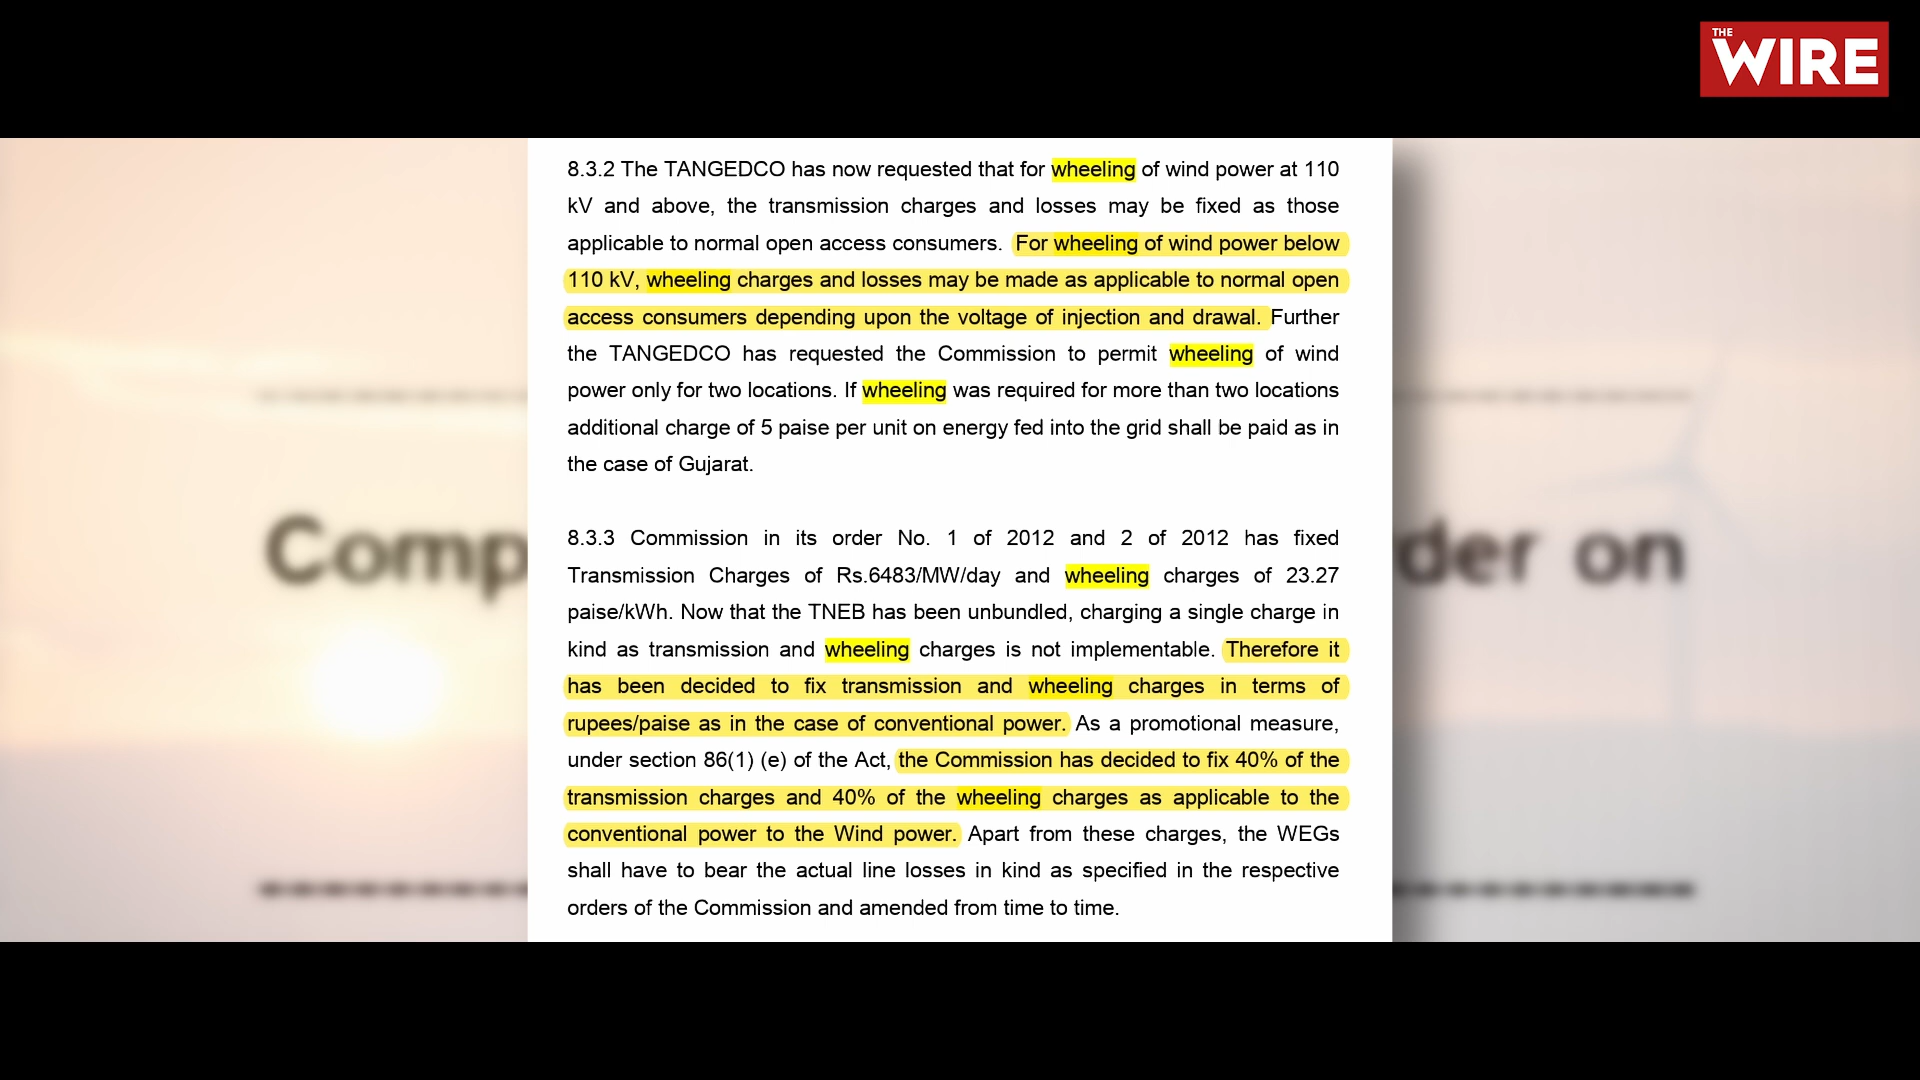 THE
WIRE
8.3.2 The TANGEDCO has now requested that for wheeling of wind power at 110
kV and above, the transmission charges and losses may be fixed as those
applicable to normal open access consumers. For wheeling of wind power below
110 kV, wheeling charges and losses may be made as applicable to normal open
access consumers depending upon the voltage of injection and drawal. Further
the TANGEDCO has requested the Commission to permit wheeling of wind
power only for two locations. If wheeling was required for more than two locations
additional charge of 5 paise per unit on energy fed into the grid shall be paid as in
the case of Gujarat.
8.3.3 Commission in its order No. 1 of 2012 and 2 of 2012 has fixed
Transmission Charges of Rs.6483/MW/day and wheeling charges of 23.27
paise/kWh. Now that the TNEB has been unbundled, charging a single charge in
kind as transmission and wheeling charges is not implementable. Therefore it
has been decided to fix transmission and wheeling charges in terms of
rupees/paise as in the case of conventional power. As a promotional measure,
under section 86(1) (e) of the Act, the Commission has decided to fix 40% of the
transmission charges and 40% of the wheeling charges as applicable to the
conventional power to the Wind power. Apart from these charges, the WEGs
shall have to bear the actual line losses in kind as specified in the respective
orders of the Commission and amended from time to time.
Comp
der on